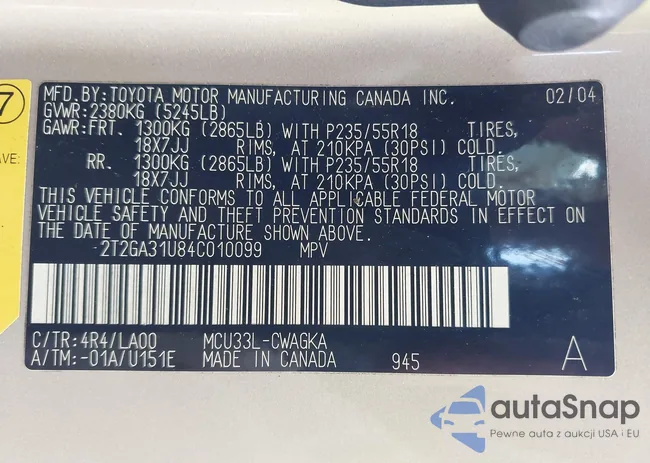 7
AVE:
MFD. BY: TOYOTA MOTOR MANUFACTURING CANADA INC. 02/04
GVWR: 2380KG (5245LB)
GAWR: FRT. 1300KG (2865LB) WITH P235/55R18 TIRES,
18X7JJ RIMS, AT 210KPA (30PSI) COLD.
RR. 1300KG (2865LB) WITH P235/55R18 TIRES,
18X7JJ RIMS, AT 210KPA (30PSI) COLD.
THIS VEHICLE CONFORMS TO ALL APPLICABLE FEDERAL MOTOR
VEHICLE SAFETY AND THEFT PREVENTION STANDARDS IN EFFECT ON
THE DATE OF MANUFACTURE SHOWN ABOVE.
2T2GA31U84C010099 MPV
C/TR: 4R4/LA00 MCU33L-CWAGKA
A/TM: -01A/U151E MADE IN CANADA 945 A
autaSnap
Pewne auta z aukcji USA i EU